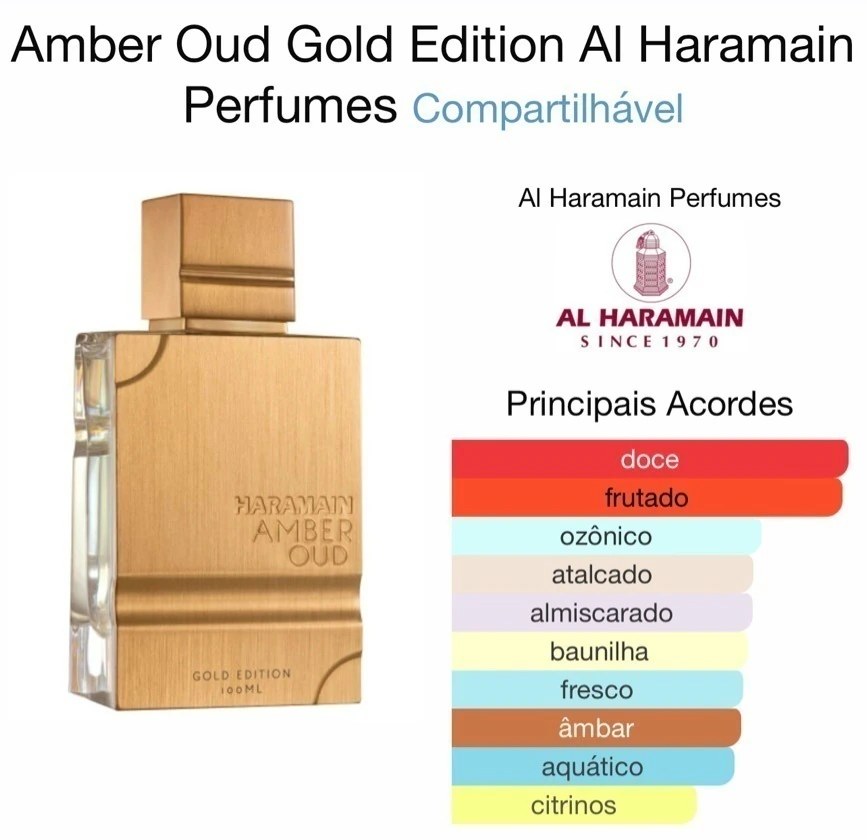 Amber Oud Gold Edition Al Haramain
Perfumes Compartilhável
Al Haramain Perfumes
AL HARAMAIN
SINCE 1970
Principais Acordes
doce
frutado
ozônico
atalcado
almiscarado
baunilha
fresco
âmbar
aquático
citrinos
HARAMAIN
AMBER
OUD
GOLD EDITION
100ML